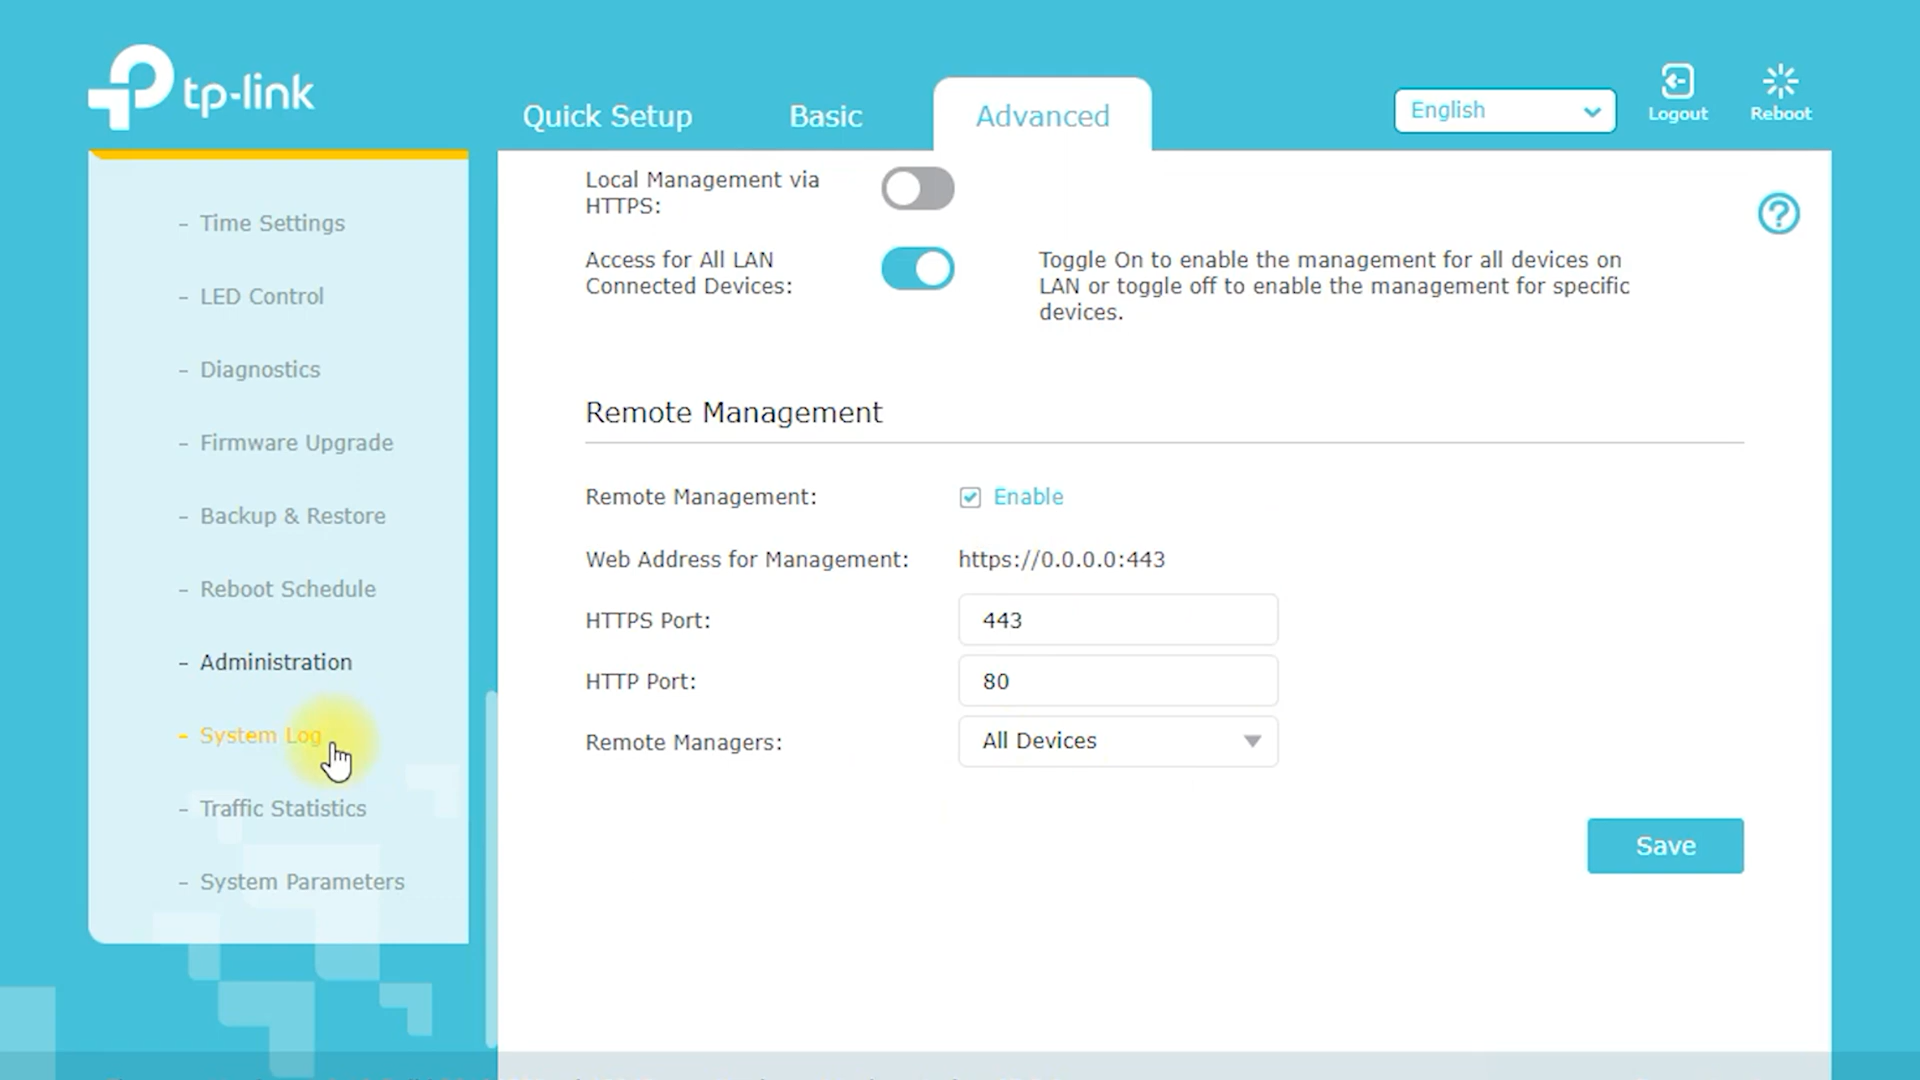 tp-link
Quick Setup
Basic
Advanced
English
Logout
Reboot
- Time Settings
- LED Control
- Diagnostics
- Firmware Upgrade
- Backup & Restore
- Reboot Schedule
- Administration
- System Log
- Traffic Statistics
- System Parameters
Local Management via
HTTPS:
Access for All LAN
Connected Devices:
Toggle On to enable the management for all devices on
LAN or toggle off to enable the management for specific
devices.
Remote Management
Remote Management: Enable
Web Address for Management: https://0.0.0.0:443
HTTPS Port: 443
HTTP Port: 80
Remote Managers: All Devices
Save